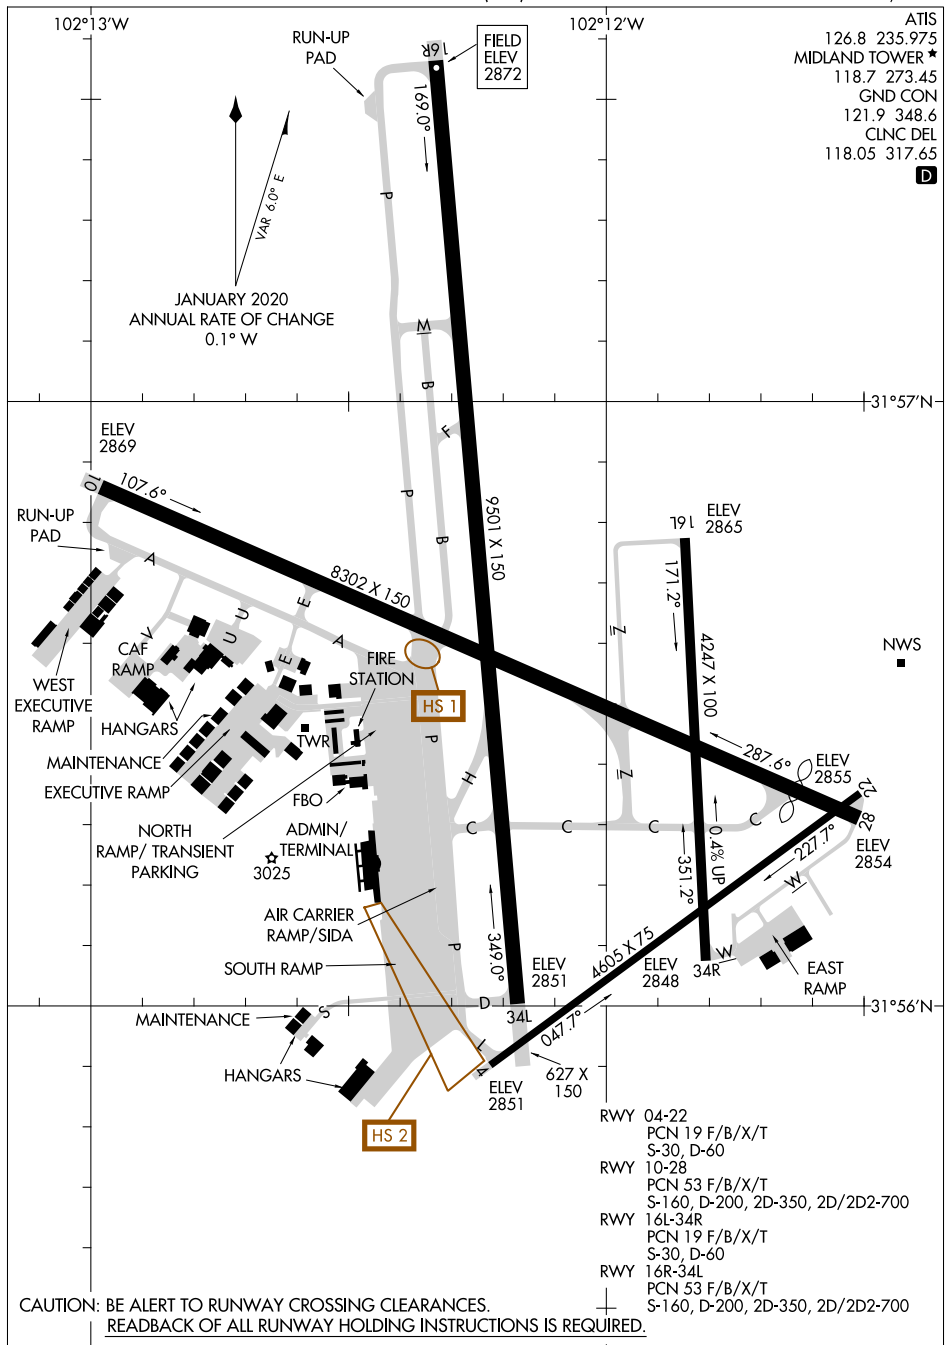 102°13'W
102°12'W
ATIS
126.8 235.975
MIDLAND TOWER ★
118.7 273.45
GND CON
121.9 348.6
CLNC DEL
118.05 317.65
D
RUN-UP
PAD
16R
FIELD
ELEV
2872
169.0°
VAR 6.0° E
P
JANUARY 2020
ANNUAL RATE OF CHANGE
0.1° W
M
B
31°57'N
F
ELEV
2869
10
107.6°
P
9501 X 150
RUN-UP
PAD
B
16L
ELEV
2865
A
8302 X 150
171.2°
E
U
U
V
A
Z
4247 X 100
CAF
RAMP
E
FIRE
STATION
NWS
WEST
EXECUTIVE
RAMP
HS 1
HANGARS
TWR
P
287.6°
MAINTENANCE
H
Z
ELEV
2855
EXECUTIVE RAMP
22
FBO
NORTH
RAMP/ TRANSIENT
PARKING
ADMIN/
TERMINAL
C
C
C
C
28
0.4% UP
227.7°
ELEV
2854
3025
351.2°
W
AIR CARRIER
RAMP/SIDA
P
349.0°
4605 X 75
SOUTH RAMP
ELEV
2851
ELEV
2848
34R
W
EAST
RAMP
MAINTENANCE
S
D
34L
31°56'N
047.7°
L
HANGARS
4
ELEV
2851
627 X
150
HS 2
RWY 04-22
PCN 19 F/B/X/T
S-30, D-60
RWY 10-28
PCN 53 F/B/X/T
S-160, D-200, 2D-350, 2D/2D2-700
RWY 16L-34R
PCN 19 F/B/X/T
S-30, D-60
RWY 16R-34L
PCN 53 F/B/X/T
S-160, D-200, 2D-350, 2D/2D2-700
CAUTION: BE ALERT TO RUNWAY CROSSING CLEARANCES.
READBACK OF ALL RUNWAY HOLDING INSTRUCTIONS IS REQUIRED.